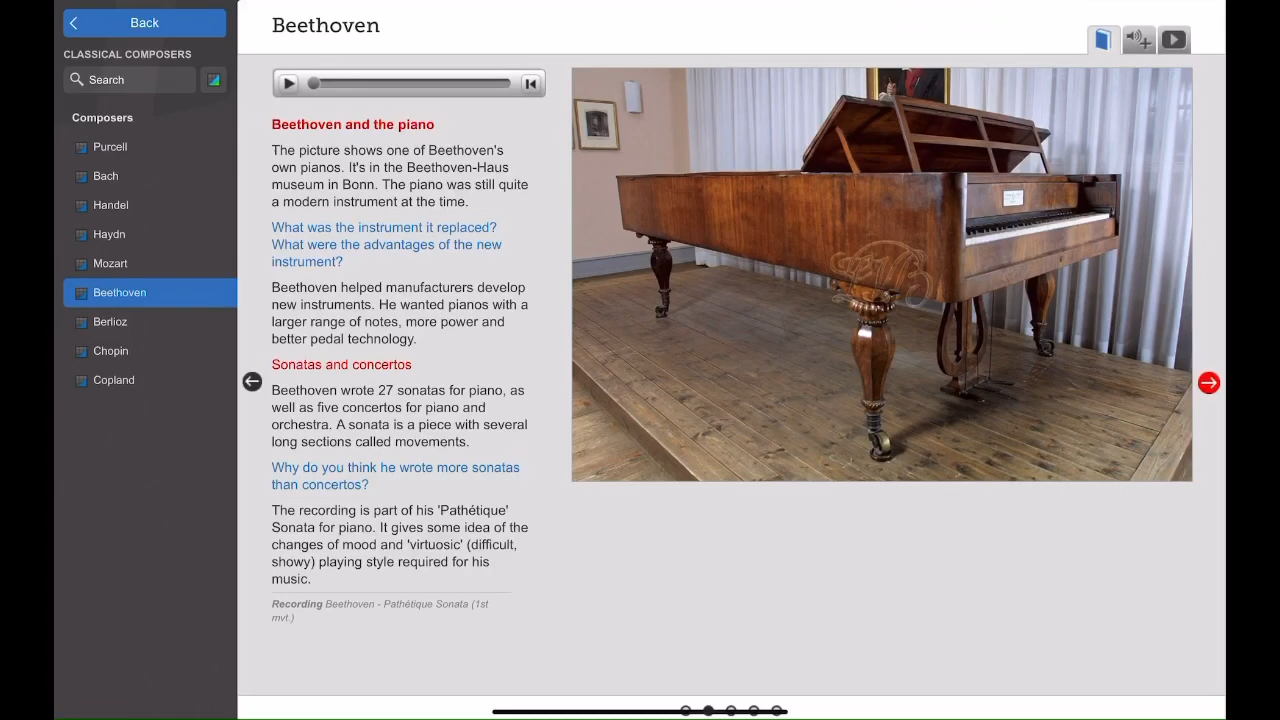 Back
CLASSICAL COMPOSERS
Search
Composers
Purcell
Bach
Handel
Haydn
Mozart
Beethoven
Berlioz
Chopin
Copland
Beethoven
Beethoven and the piano
The picture shows one of Beethoven's
own pianos. It's in the Beethoven-Haus
museum in Bonn. The piano was still quite
a modern instrument at the time.
What was the instrument it replaced?
What were the advantages of the new
instrument?
Beethoven helped manufacturers develop
new instruments. He wanted pianos with a
larger range of notes, more power and
better pedal technology.
Sonatas and concertos
Beethoven wrote 27 sonatas for piano, as
well as five concertos for piano and
orchestra. A sonata is a piece with several
long sections called movements.
Why do you think he wrote more sonatas
than concertos?
The recording is part of his 'Pathétique'
Sonata for piano. It gives some idea of the
changes of mood and 'virtuosic' (difficult,
showy) playing style required for his
music.
Recording Beethoven - Pathétique Sonata (1st
mvt.)